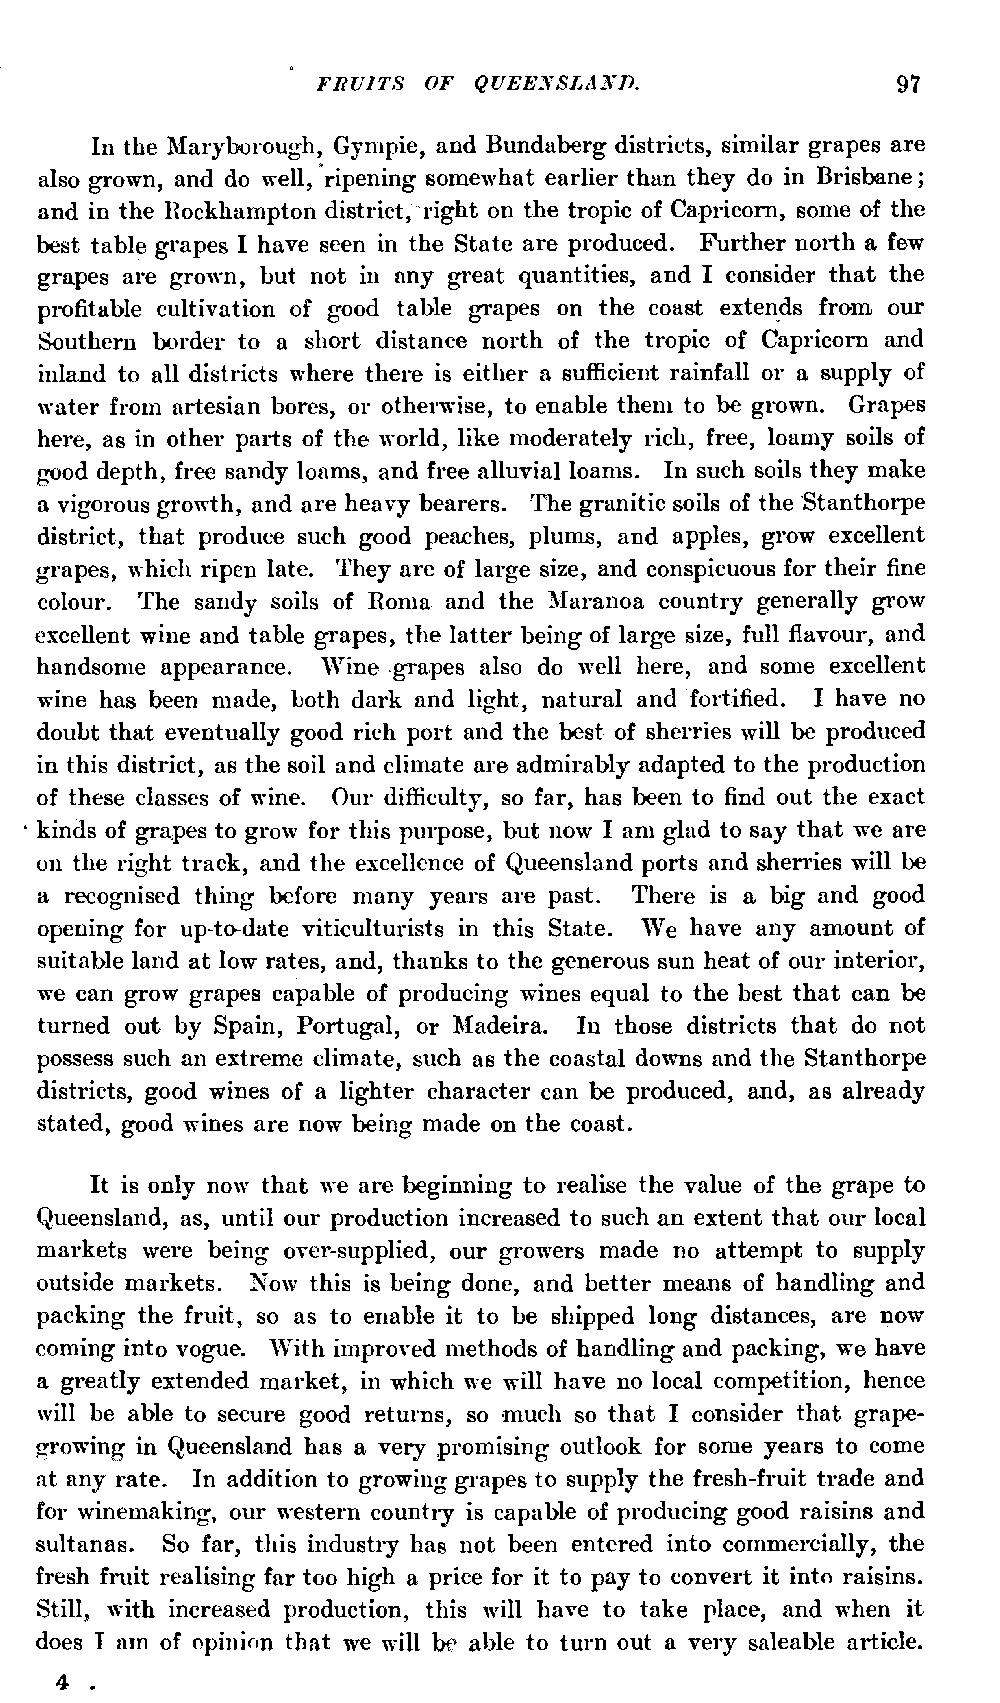 FRUITS OF QUEENSLAND. 97
In the Maryborough, Gympie, and Bundaberg districts, similar grapes are
also grown, and do well, ripening somewhat earlier than they do in Brisbane;
and in the Rockhampton district, right on the tropic of Capricorn, some of the
best table grapes I have seen in the State are produced. Further north a few
grapes are grown, but not in any great quantities, and I consider that the
profitable cultivation of good table grapes on the coast extends from our
Southern border to a short distance north of the tropic of Capricorn and
inland to all districts where there is either a sufficient rainfall or a supply of
water from artesian bores, or otherwise, to enable them to be grown. Grapes
here, as in other parts of the world, like moderately rich, free, loamy soils of
good depth, free sandy loams, and free alluvial loams. In such soils they make
a vigorous growth, and are heavy bearers. The granitic soils of the Stanthorpe
district, that produce such good peaches, plums, and apples, grow excellent
grapes, which ripen late. They are of large size, and conspicuous for their fine
colour. The sandy soils of Roma and the Maranoa country generally grow
excellent wine and table grapes, the latter being of large size, full flavour, and
handsome appearance. Wine grapes also do well here, and some excellent
wine has been made, both dark and light, natural and fortified. I have no
doubt that eventually good rich port and the best of sherries will be produced
in this district, as the soil and climate are admirably adapted to the production
of these classes of wine. Our difficulty, so far, has been to find out the exact
kinds of grapes to grow for this purpose, but now I am glad to say that we are
on the right track, and the excellence of Queensland ports and sherries will be
a recognised thing before many years are past. There is a big and good
opening for up-to-date viticulturists in this State. We have any amount of
suitable land at low rates, and, thanks to the generous sun heat of our interior,
we can grow grapes capable of producing wines equal to the best that can be
turned out by Spain, Portugal, or Madeira. In those districts that do not
possess such an extreme climate, such as the coastal downs and the Stanthorpe
districts, good wines of a lighter character can be produced, and, as already
stated, good wines are now being made on the coast.
It is only now that we are beginning to realise the value of the grape to
Queensland, as, until our production increased to such an extent that our local
markets were being over-supplied, our growers made no attempt to supply
outside markets. Now this is being done, and better means of handling and
packing the fruit, so as to enable it to be shipped long distances, are now
coming into vogue. With improved methods of handling and packing, we have
a greatly extended market, in which we will have no local competition, hence
will be able to secure good returns, so much so that I consider that grape-
growing in Queensland has a very promising outlook for some years to come
at any rate. In addition to growing grapes to supply the fresh-fruit trade and
for winemaking, our western country is capable of producing good raisins and
sultanas. So far, this industry has not been entered into commercially, the
fresh fruit realising far too high a price for it to pay to convert it into raisins.
Still, with increased production, this will have to take place, and when it
does I am of opinion that we will be able to turn out a very saleable article.
4